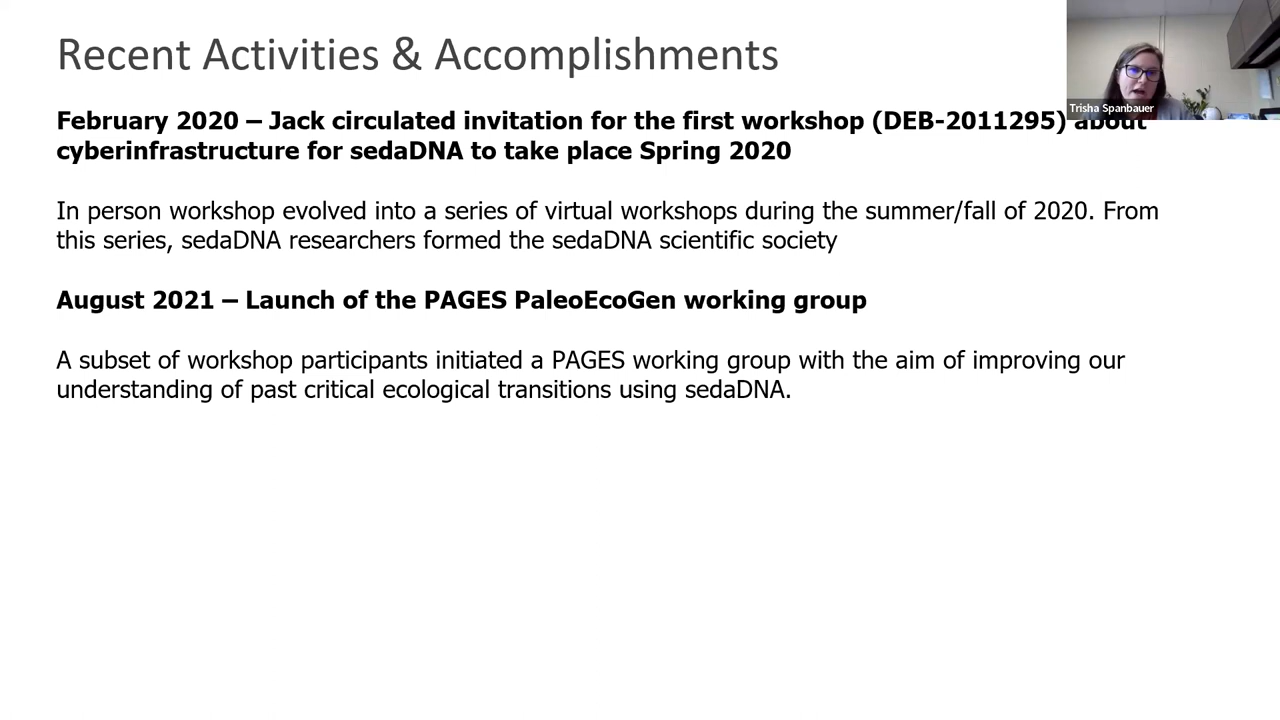 Recent Activities & Accomplishments
Trisha Spanbauer
February 2020 – Jack circulated invitation for the first workshop (DEB-2011295) about
cyberinfrastructure for sedaDNA to take place Spring 2020
In person workshop evolved into a series of virtual workshops during the summer/fall of 2020. From
this series, sedaDNA researchers formed the sedaDNA scientific society
August 2021 – Launch of the PAGES PaleoEcoGen working group
A subset of workshop participants initiated a PAGES working group with the aim of improving our
understanding of past critical ecological transitions using sedaDNA.